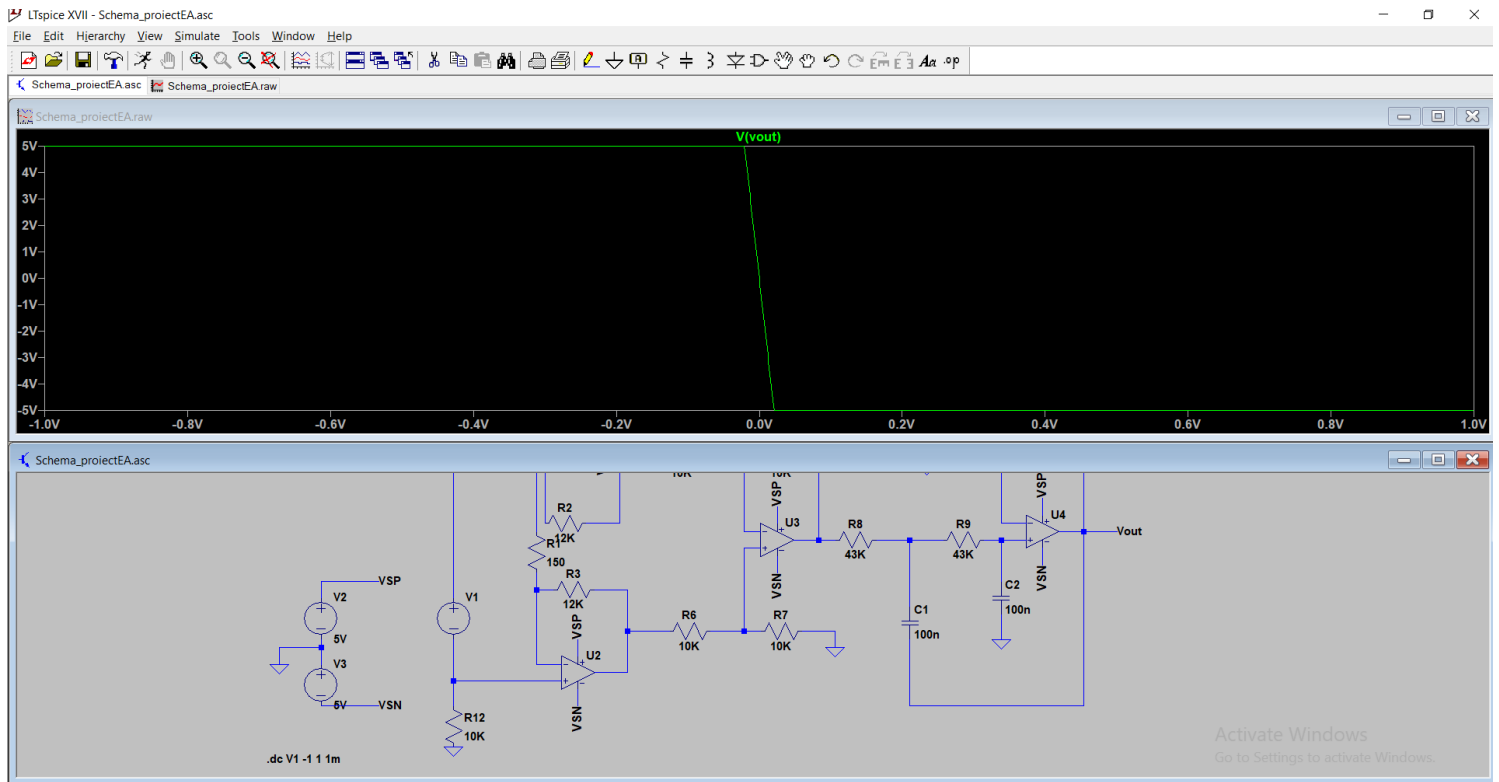 LTspice XVII - Schema_proiectEA.asc
File Edit Hierarchy View Simulate Tools Window Help
Schema_proiectEA.asc Schema_proiectEA.raw
Schema_proiectEA.raw
V(vout)
5V
4V
3V
2V
1V
0V
-1V
-2V
-3V
-4V
-5V
-1.0V -0.8V -0.6V -0.4V -0.2V 0.0V 0.2V 0.4V 0.6V 0.8V 1.0V
Schema_proiectEA.asc
10K
10K
VSP
VSP
R2
12K
U3
U4
R8
43K
R9
43K
Vout
R1
150
R3
12K
VSP
VSN
VSN
VSP
V2
5V
V1
C2
100n
C1
100n
R6
10K
R7
10K
V3
5V
VSN
U2
VSN
R12
10K
.dc V1 -1 1 1m
Activate Windows
Go to Settings to activate Windows.